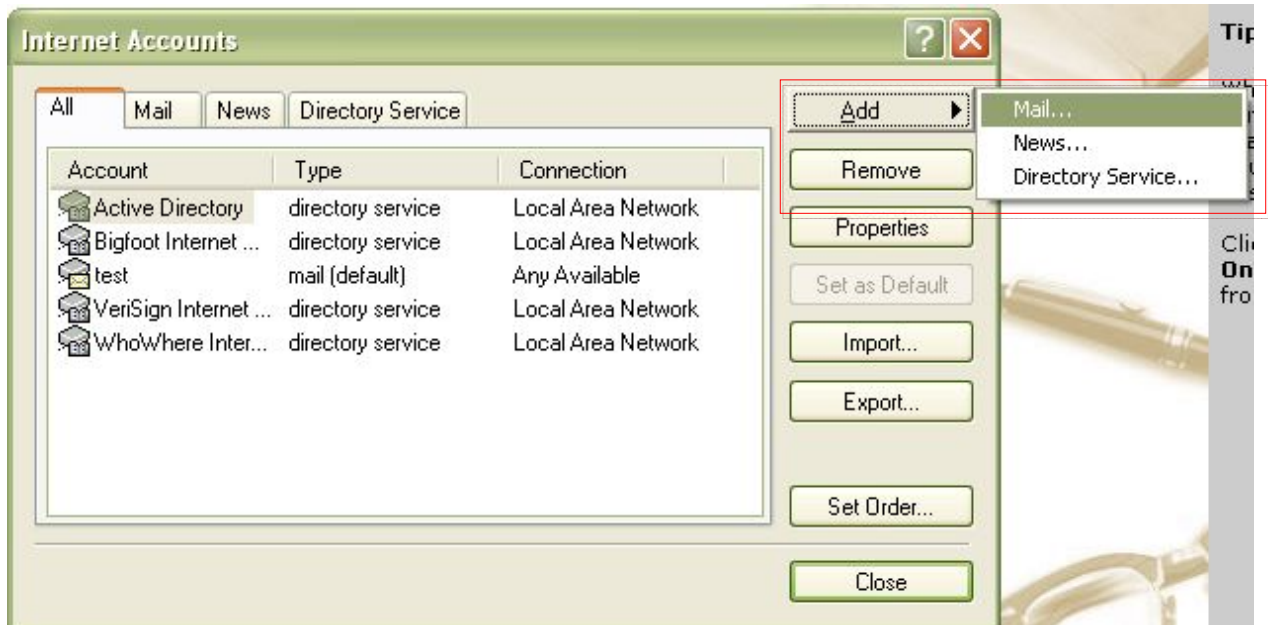 Internet Accounts
All Mail News Directory Service
Account Type Connection
Active Directory directory service Local Area Network
Bigfoot Internet ... directory service Local Area Network
test mail (default) Any Available
VeriSign Internet ... directory service Local Area Network
WhoWhere Inter... directory service Local Area Network
Add
Mail...
News...
Directory Service...
Remove
Properties
Set as Default
Import...
Export...
Set Order...
Close
Tip
Cli
On
fro